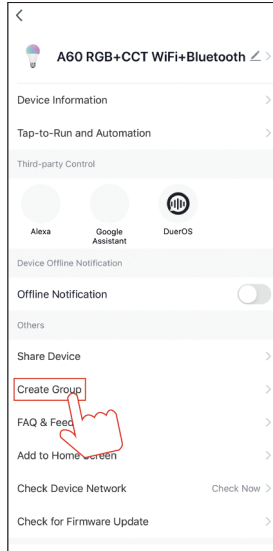 A60 RGB+CCT WiFi+Bluetooth
Device Information
Tap-to-Run and Automation
Third-party Control
Alexa
Google
Assistant
DuerOS
Device Offline Notification
Offline Notification
Others
Share Device
Create Group
FAQ & Feed
Add to Home Screen
Check Device Network Check Now
Check for Firmware Update